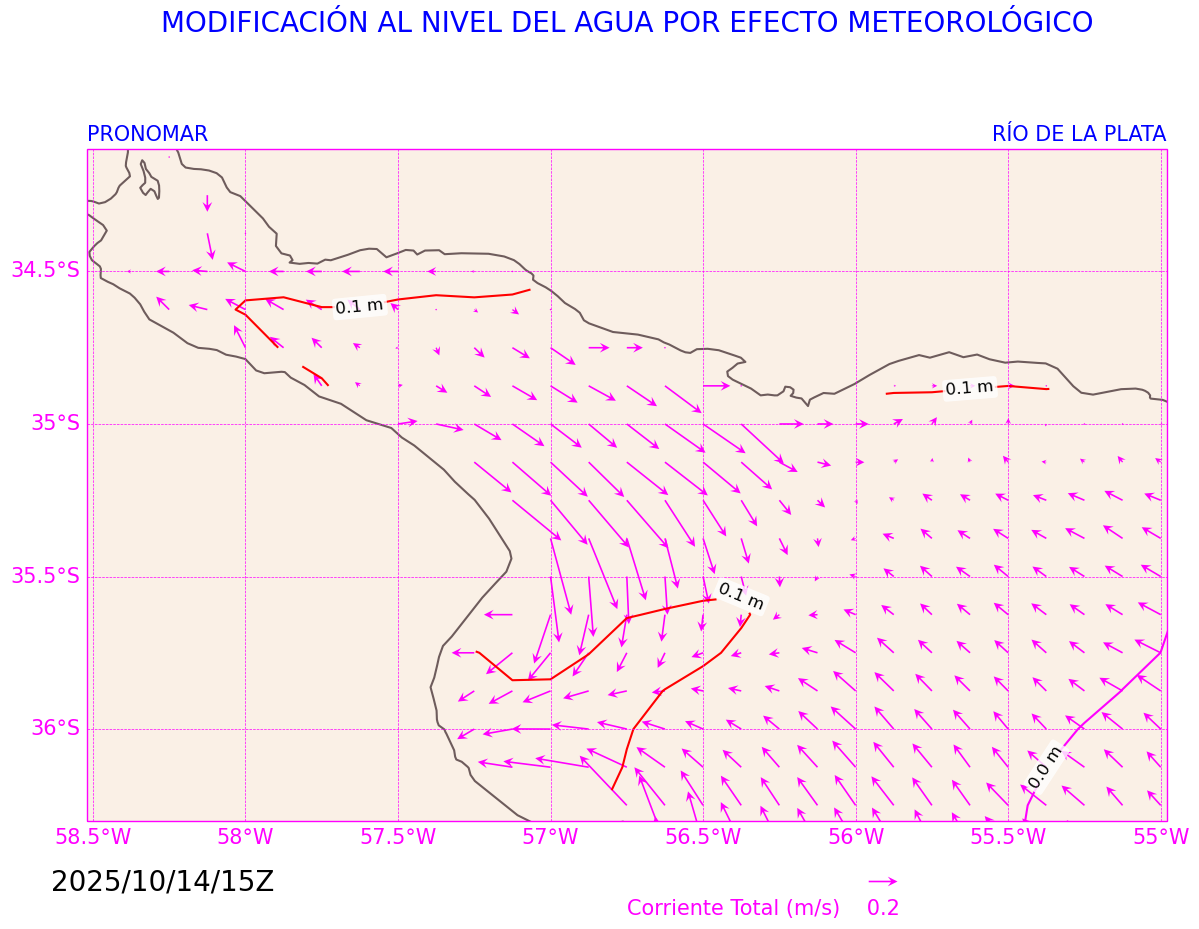 MODIFICACIÓN AL NIVEL DEL AGUA POR EFECTO METEOROLÓGICO
PRONOMAR
RÍO DE LA PLATA
34.5°S
0.1 m
0.1 m
35°S
35.5°S
0.1 m
36°S
0.0 m
58.5°W
58°W
57.5°W
57°W
56.5°W
56°W
55.5°W
55°W
2025/10/14/15Z
Corriente Total (m/s) 0.2